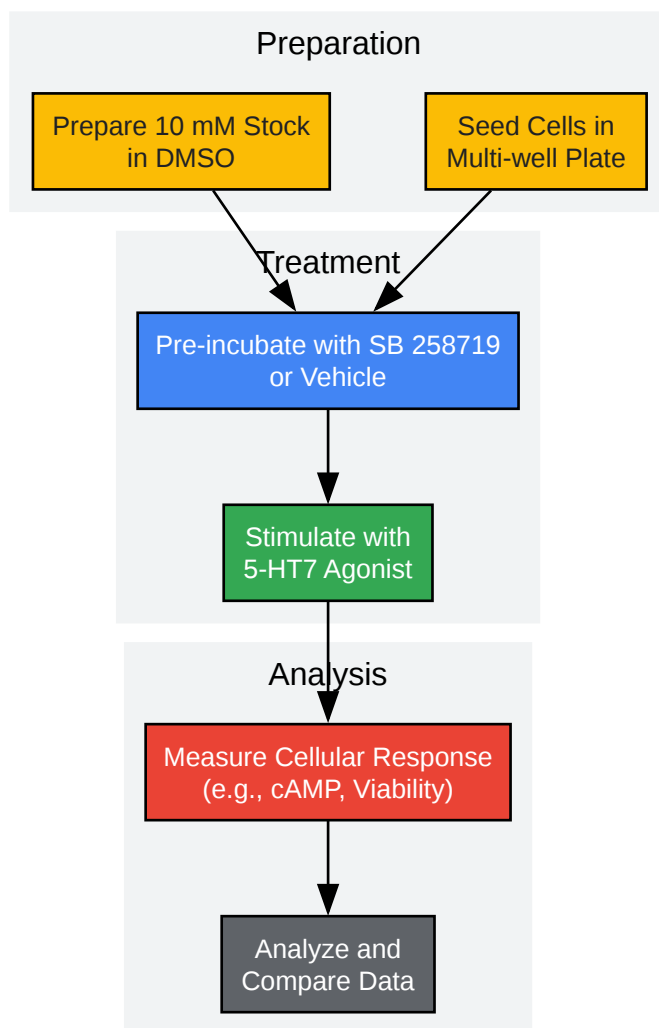 Preparation
Prepare 10 mM Stock
in DMSO
Seed Cells in
Multi-well Plate
Treatment
Pre-incubate with SB 258719
or Vehicle
Stimulate with
5-HT7 Agonist
Analysis
Measure Cellular Response
(e.g., cAMP, Viability)
Analyze and
Compare Data